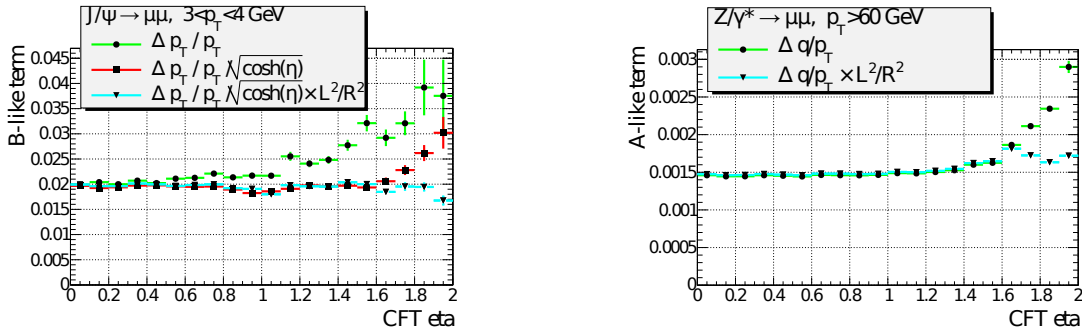 J/ψ → μμ, 3<p_T<4 GeV
Δ p_T / p_T
Δ p_T / p_T /√cosh(η)
Δ p_T / p_T /√cosh(η)×L²/R²
B-like term
0.045
0.04
0.035
0.03
0.025
0.02
0.015
0.01
0.005
0
0 0.2 0.4 0.6 0.8 1 1.2 1.4 1.6 1.8 2
CFT eta
Z/γ* → μμ, p_T>60 GeV
Δ q/p_T
Δ q/p_T × L²/R²
A-like term
0.003
0.0025
0.002
0.0015
0.001
0.0005
0
0 0.2 0.4 0.6 0.8 1 1.2 1.4 1.6 1.8 2
CFT eta